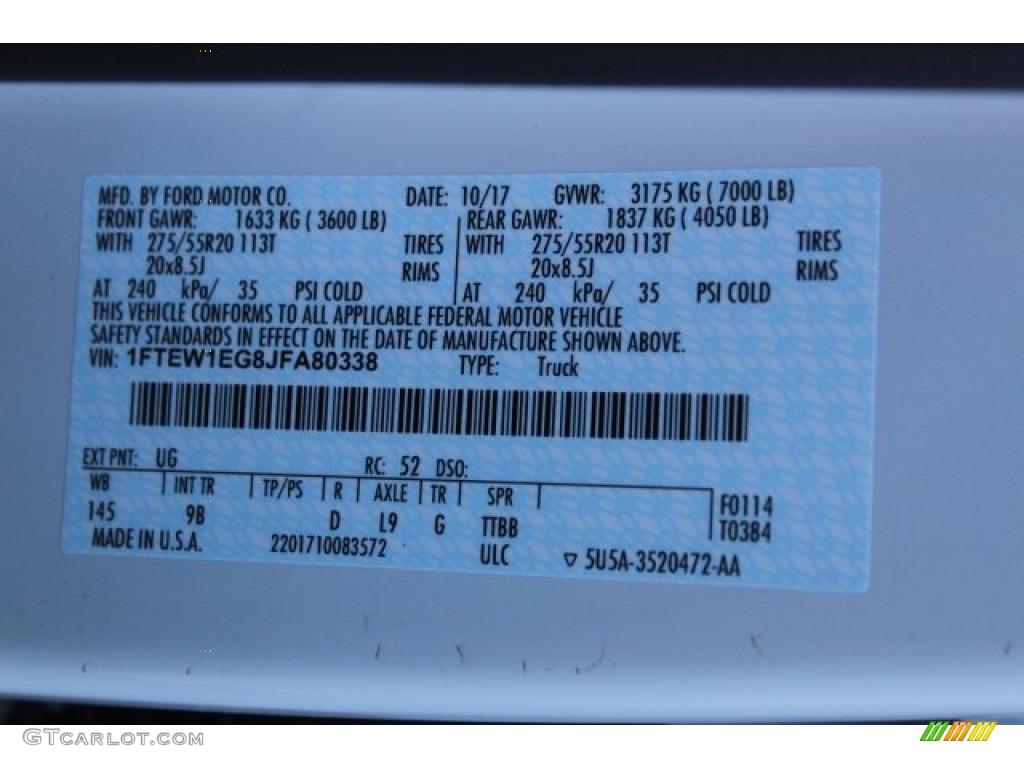 MFD. BY FORD MOTOR CO. DATE: 10/17 GVWR: 3175 KG ( 7000 LB)
FRONT GAWR: 1633 KG ( 3600 LB) REAR GAWR: 1837 KG ( 4050 LB)
WITH 275/55R20 113T TIRES WITH 275/55R20 113T TIRES
20x8.5J RIMS 20x8.5J RIMS
AT 240 kPa/ 35 PSI COLD AT 240 kPa/ 35 PSI COLD
THIS VEHICLE CONFORMS TO ALL APPLICABLE FEDERAL MOTOR VEHICLE
SAFETY STANDARDS IN EFFECT ON THE DATE OF MANUFACTURE SHOWN ABOVE.
VIN: 1FTEW1EG8JFA80338 TYPE: Truck
EXT PNT: UG RC: 52 DSO:
WB INT TR TP/PS R AXLE TR SPR F0114
145 9B D L9 G TTBB T0384
MADE IN U.S.A. 2201710083572 ULC ▽ 5U5A-3520472-AA
GTCARLOT.COM